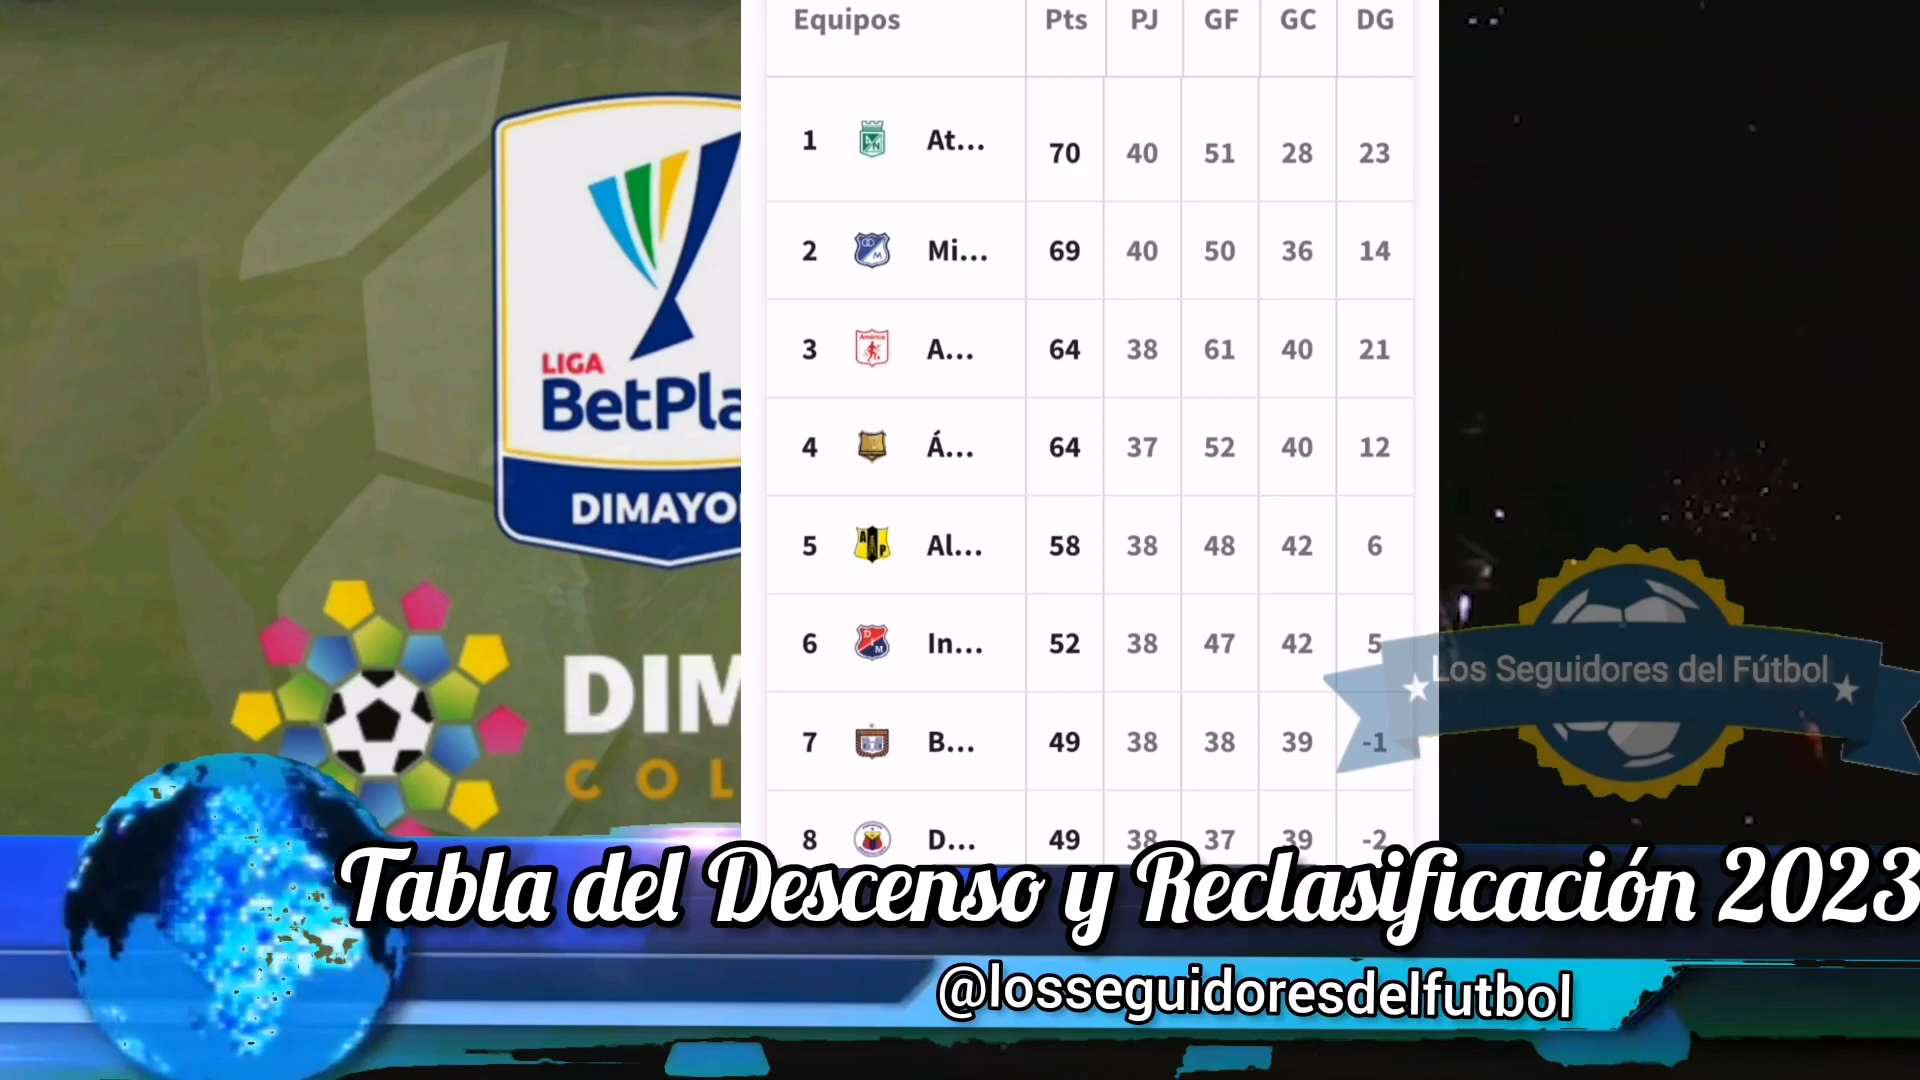 Equipos Pts PJ GF GC DG
1 At... 70 40 51 28 23
2 Mi... 69 40 50 36 14
3 A... 64 38 61 40 21
4 Á... 64 37 52 40 12
5 Al... 58 38 48 42 6
6 In... 52 38 47 42 5
7 B... 49 38 38 39 -1
8 D... 49 38 37 39 -2
LIGA
BetPla
DIMAYO
DIM
COL
Los Seguidores del Fútbol
Tabla del Descenso y Reclasificación 2023
@losseguidoresdelfutbol